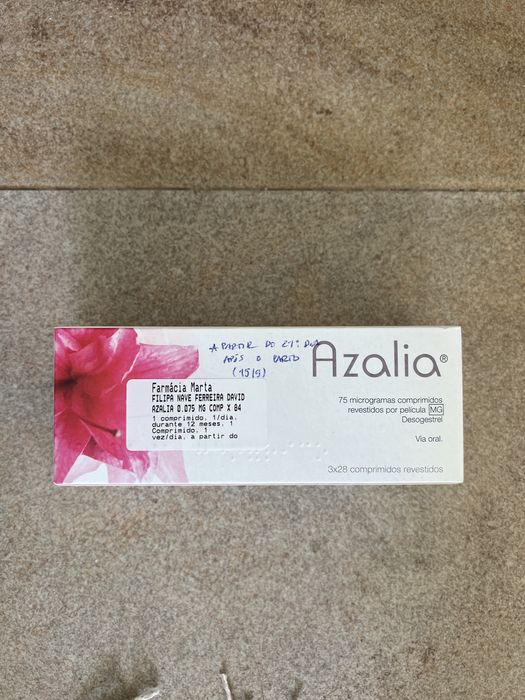 A PARTIR DO 21º DIA
APÓS O PARTO
(15/9)
Azalia®
Farmácia Marta
FILIPA NAVE FERREIRA DAVID
AZALIA 0.075 MG COMP X 84
1 comprimido, 1/dia,
durante 12 meses, 1
Comprimido, 1
vez/dia, a partir do
75 microgramas comprimidos
revestidos por película MG
Desogestrel
Via oral.
3x28 comprimidos revestidos